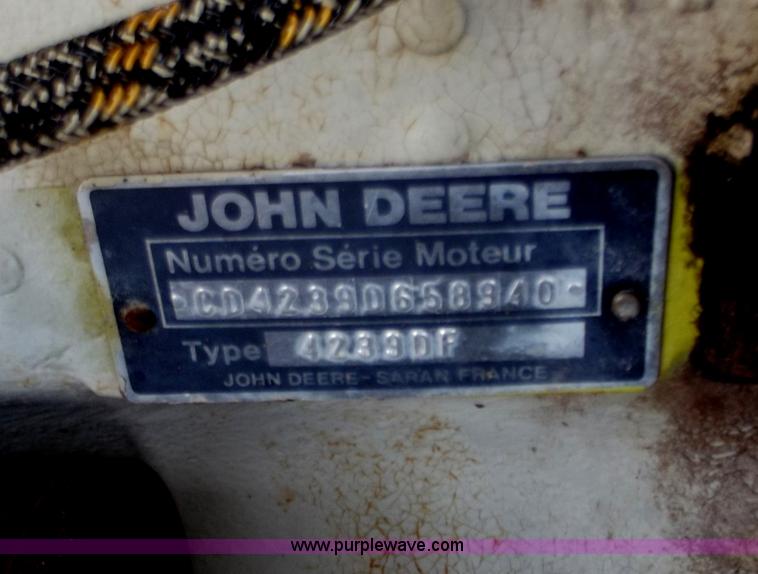 JOHN DEERE
Numéro Série Moteur
CD4239D658940
Type 4239DF
JOHN DEERE-SARAN FRANCE
www.purplewave.com